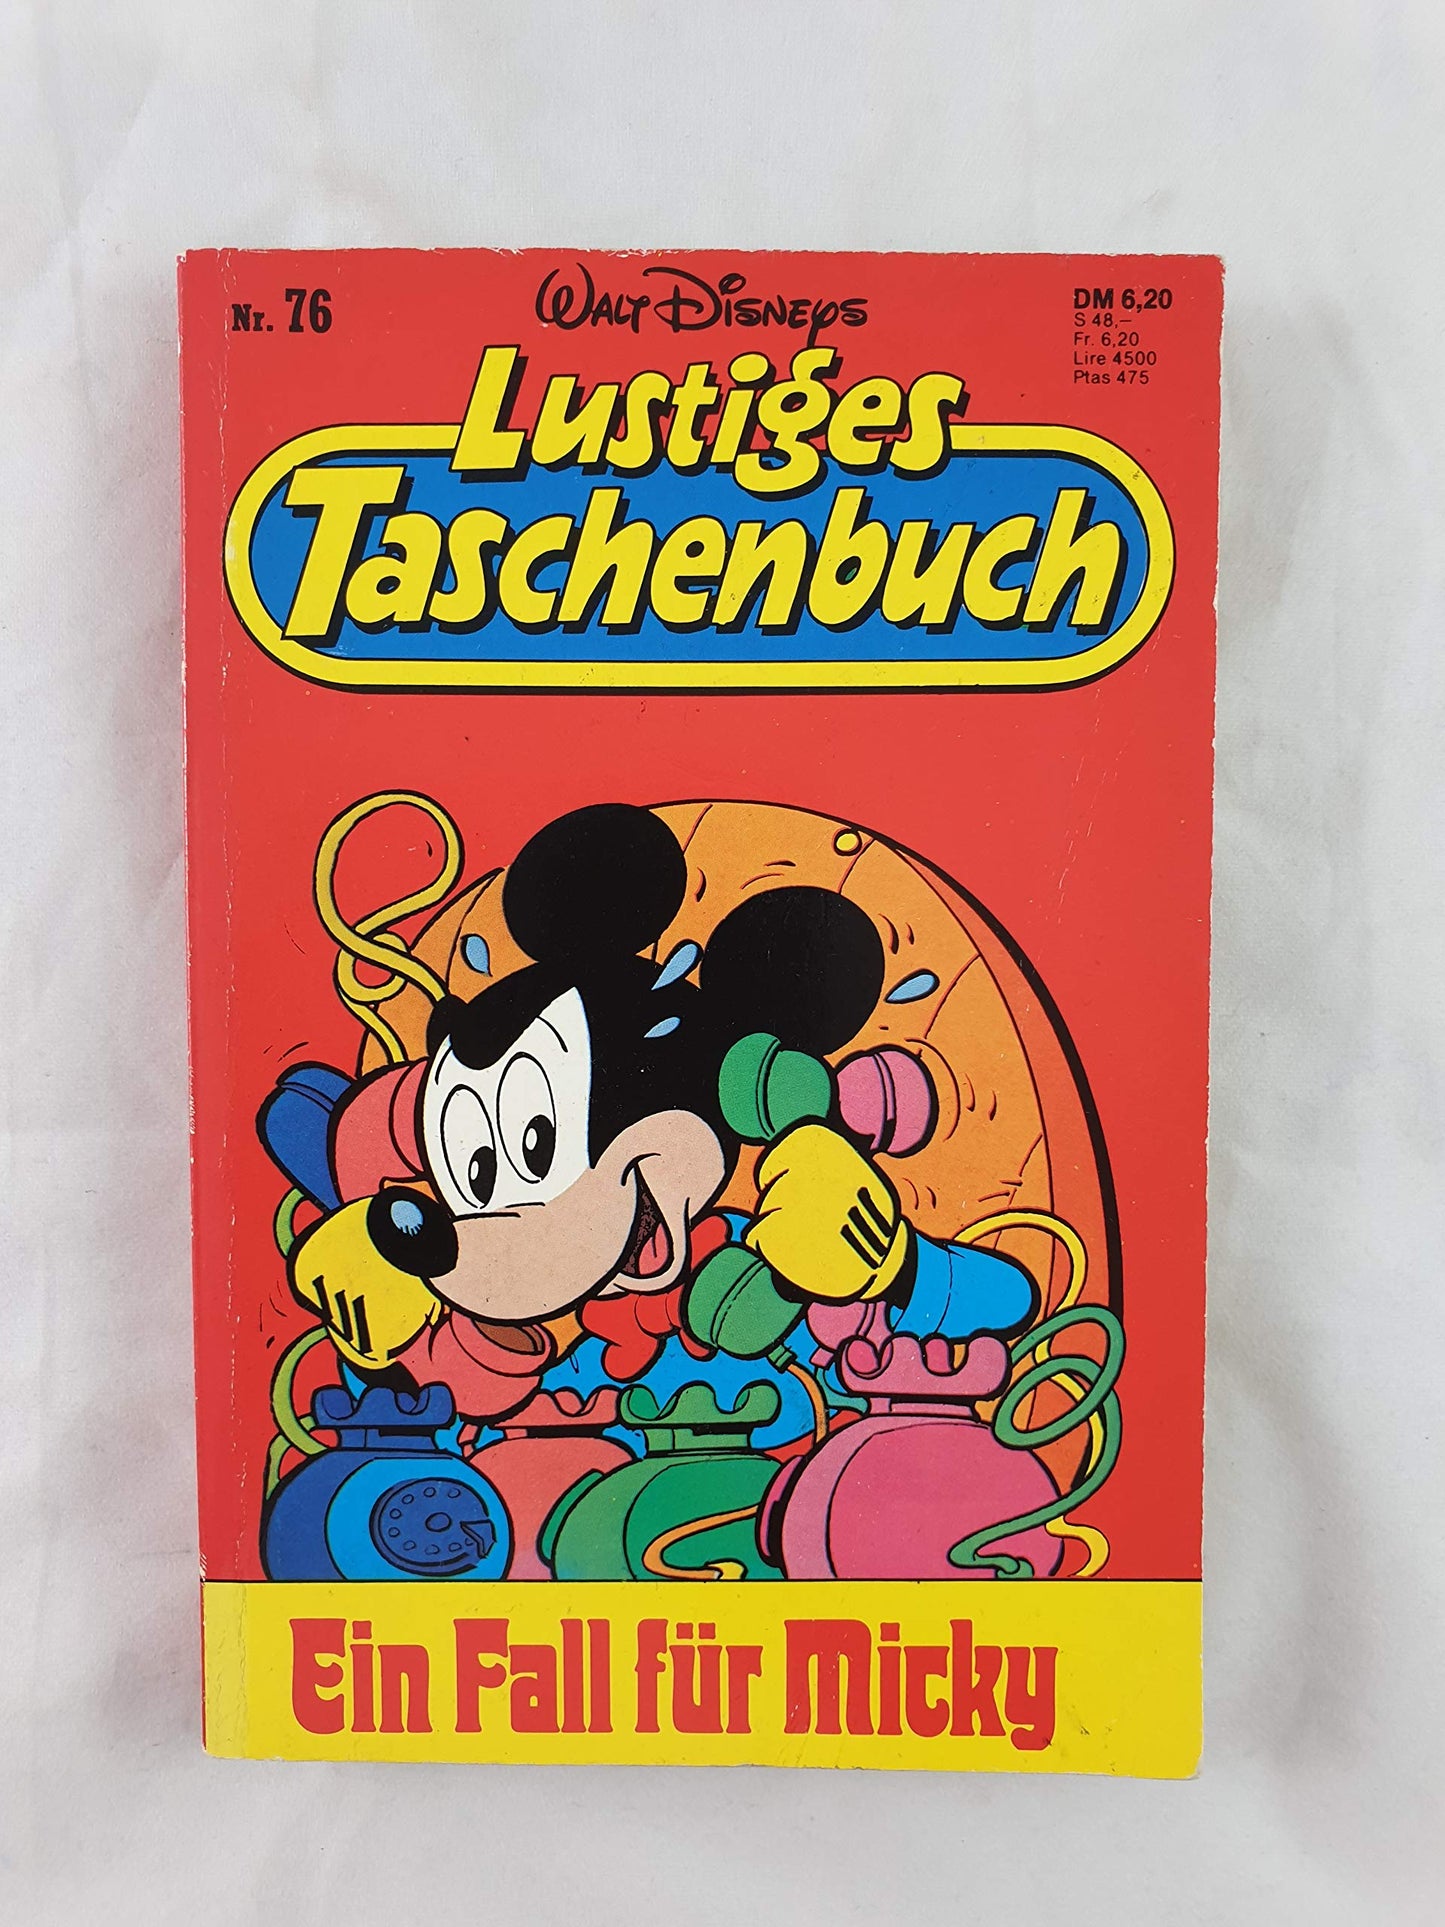 Nr. 76
WALT DISNEYS
DM 6,20
S 48,–
Fr. 6,20
Lire 4500
Ptas 475
Lustiges
Taschenbuch
Ein Fall für Micky